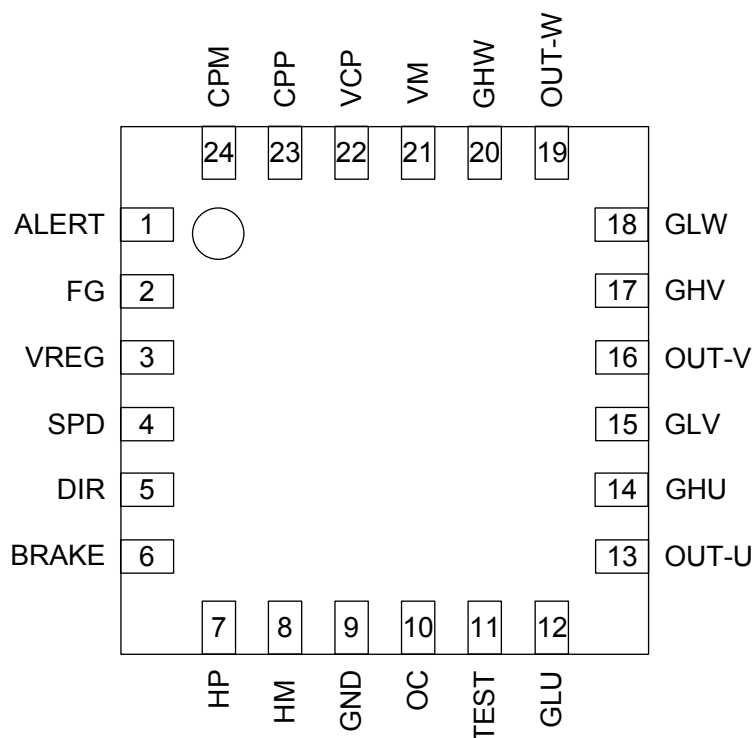 CPM
CPP
VCP
VM
GHW
OUT-W
24
23
22
21
20
19
ALERT 1
18 GLW
FG 2
17 GHV
VREG 3
16 OUT-V
SPD 4
15 GLV
DIR 5
14 GHU
BRAKE 6
13 OUT-U
7
8
9
10
11
12
HP
HM
GND
OC
TEST
GLU